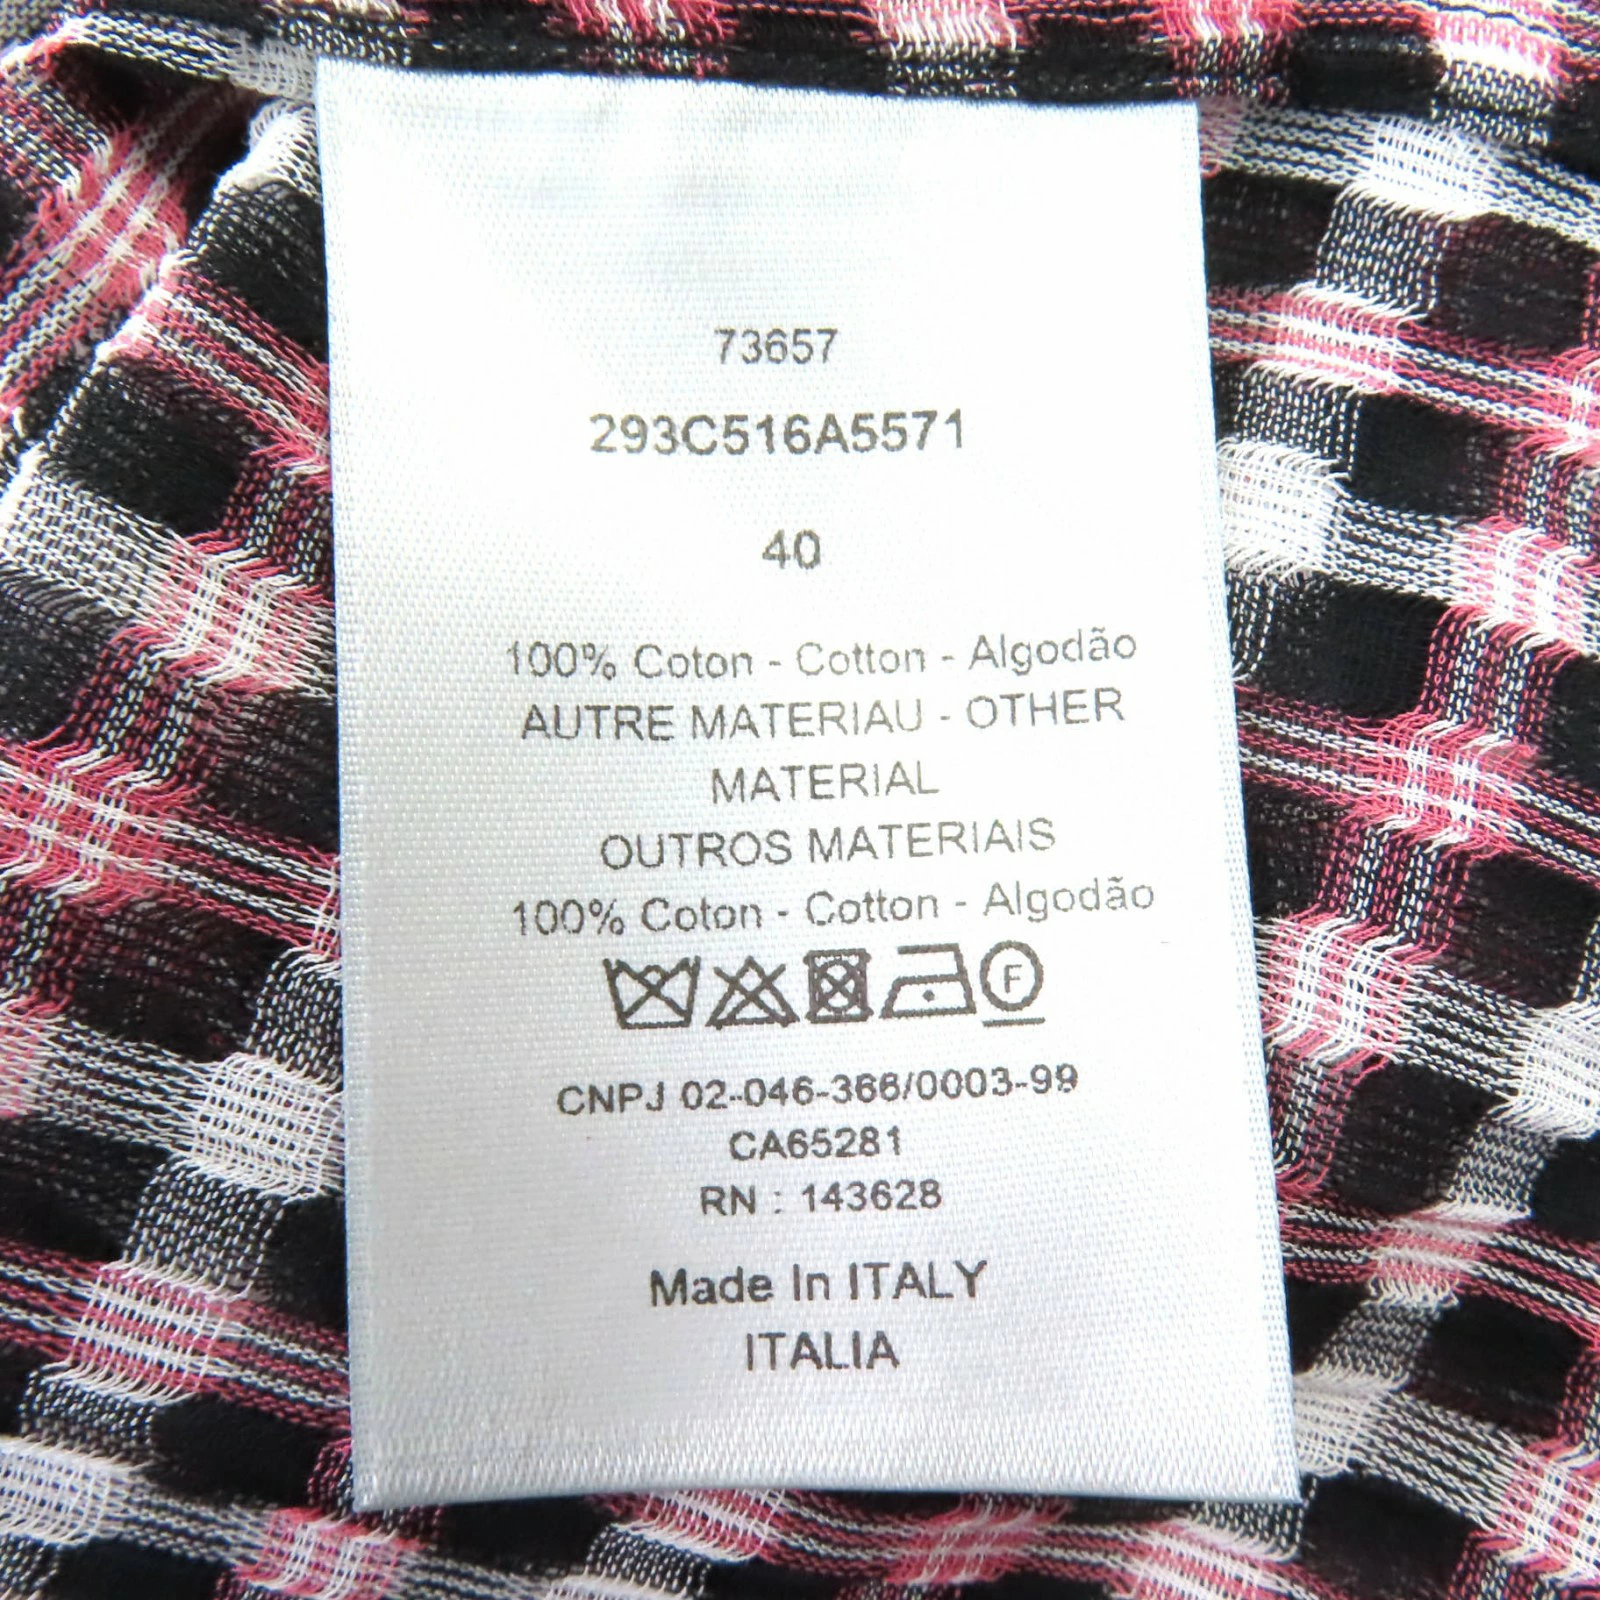 73657
293C516A5571
40
100% Coton - Cotton - Algodão
AUTRE MATERIAU - OTHER
MATERIAL
OUTROS MATERIAIS
100% Coton - Cotton - Algodão
F
CNPJ 02-046-366/0003-99
CA65281
RN : 143628
Made In ITALY
ITALIA